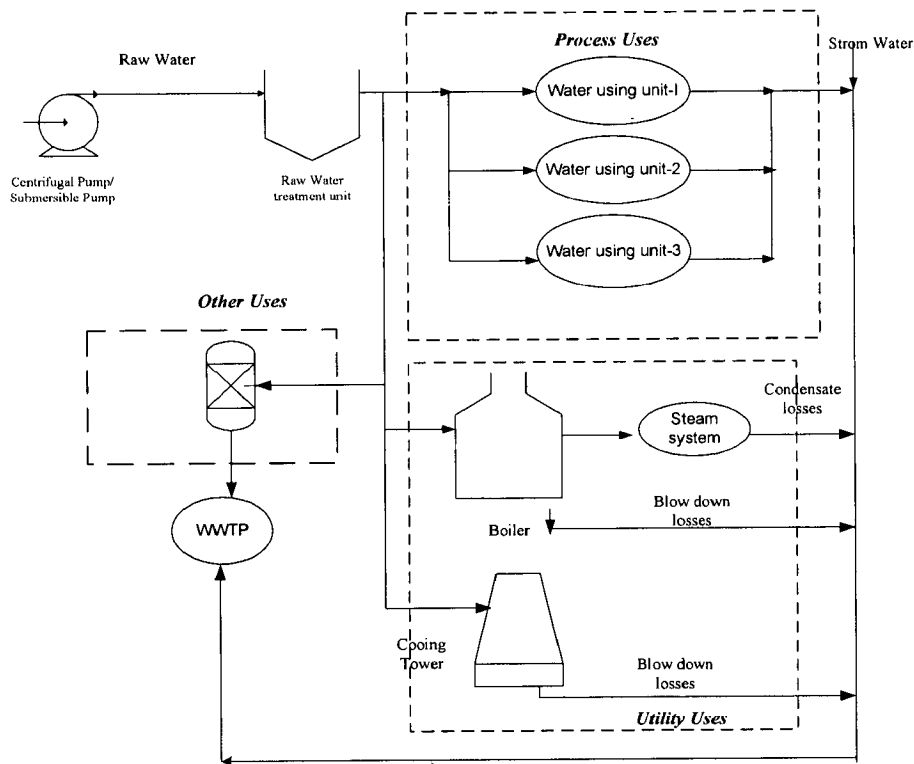 Process Uses
Strom Water
Raw Water
Water using unit-1
Centrifugal Pump/
Submersible Pump
Raw Water
treatment unit
Water using unit-2
Water using unit-3
Other Uses
Condensate
losses
Steam
system
Blow down
losses
Boiler
WWTP
Cooing
Tower
Blow down
losses
Utility Uses